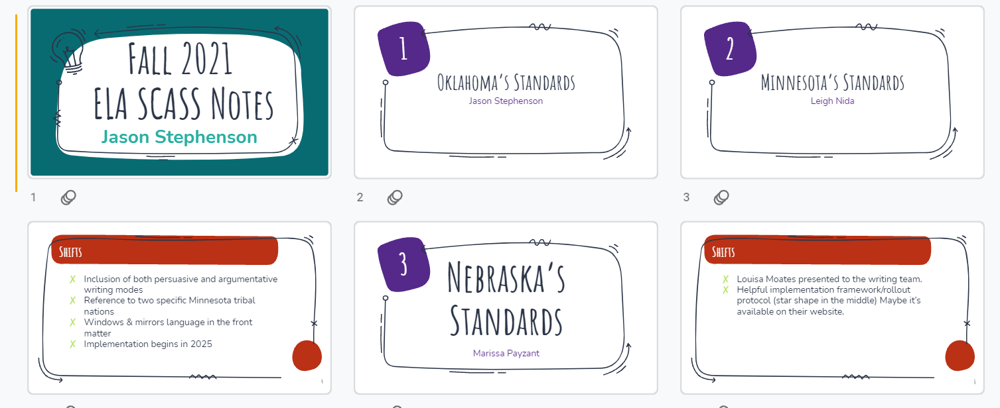 Fall 2021
ELA SCASS Notes
Jason Stephenson
1
Oklahoma's Standards
Jason Stephenson
2
Minnesota's Standards
Leigh Nida
1
2
3
Shifts
X Inclusion of both persuasive and argumentative
writing modes
X Reference to two specific Minnesota tribal
nations
X Windows & mirrors language in the front
matter
X Implementation begins in 2025
3
Nebraska's
Standards
Marissa Payzant
Shifts
X Louisa Moates presented to the writing team.
X Helpful implementation framework/rollout
protocol (star shape in the middle) Maybe it's
available on their website.